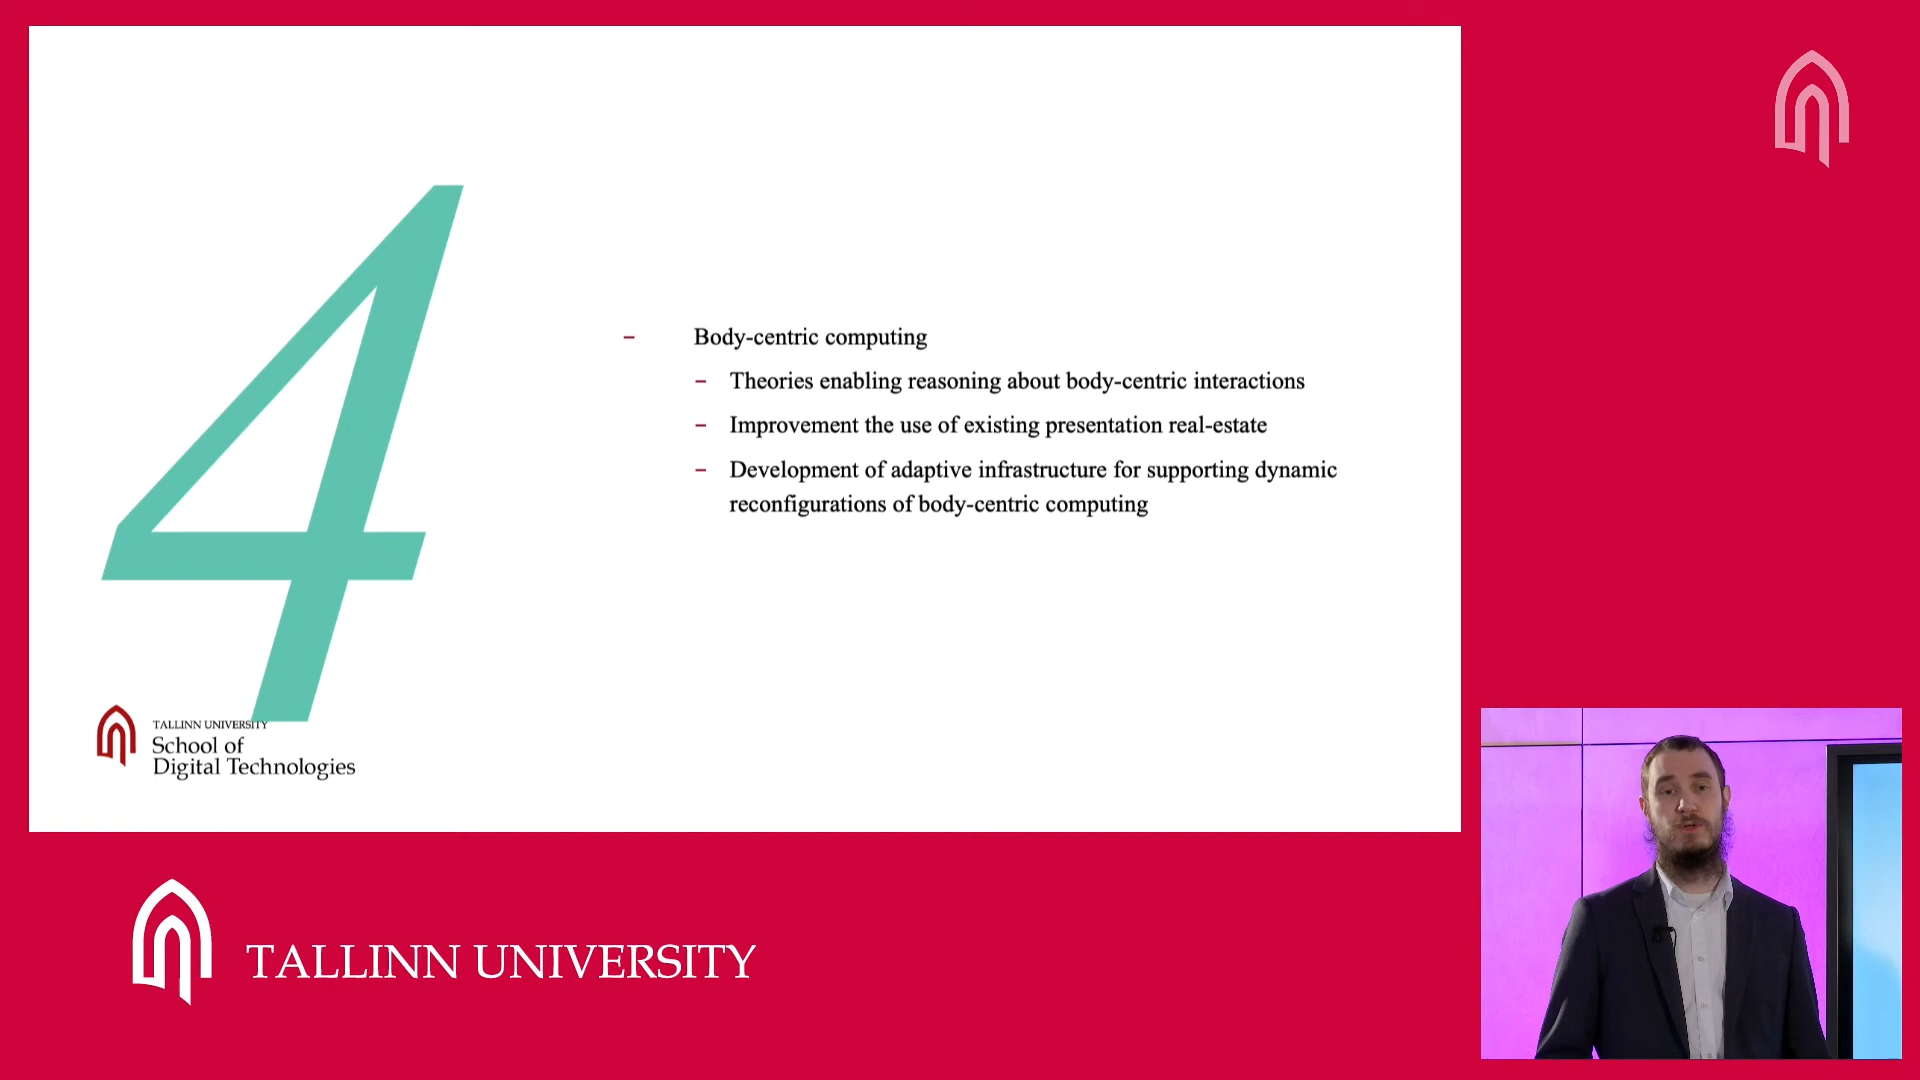 4
– Body-centric computing
– Theories enabling reasoning about body-centric interactions
– Improvement the use of existing presentation real-estate
– Development of adaptive infrastructure for supporting dynamic
reconfigurations of body-centric computing
TALLINN UNIVERSITY
School of
Digital Technologies
TALLINN UNIVERSITY